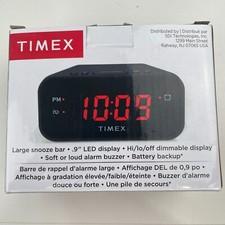 TIMEX
Distributed by | Distribué par
SDI Technologies, Inc.
1299 Main Street
Rahway, NJ 07065 USA
PM
10:09
TIMEX
Large snooze bar • .9" LED display • Hi/lo/off dimmable display
• Soft or loud alarm buzzer • Battery backup*
Barre de rappel d'alarme large • Affichage DEL de 0,9 po •
Affichage à gradation élevée/faible/éteinte • Buzzer d'alarme
douce ou forte • Une pile de secours*